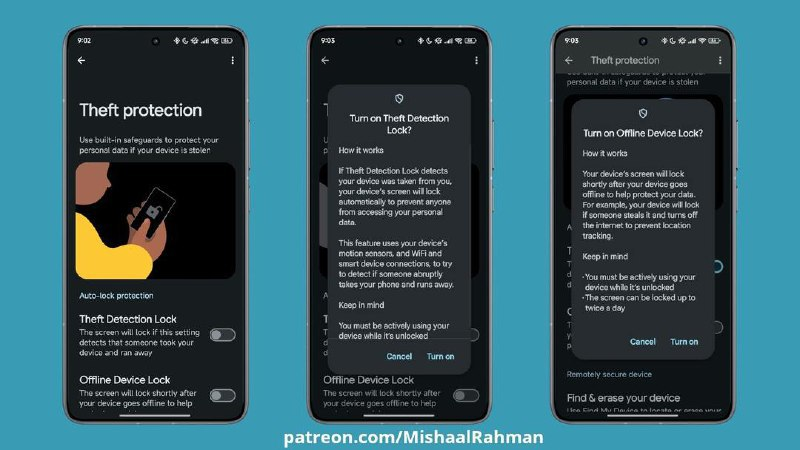 9:02
Theft protection
Use built-in safeguards to protect your
personal data if your device is stolen
Auto-lock protection
Theft Detection Lock
The screen will lock if this setting
detects that someone took your
device and ran away
Offline Device Lock
The screen will lock shortly after
your device goes offline to help
9:03
Turn on Theft Detection
Lock?
How it works
If Theft Detection Lock detects
your device was taken from you,
your device's screen will lock
automatically to prevent anyone
from accessing your personal
data.
This feature uses your device's
motion sensors, and WiFi and
smart device connections, to try
to detect if someone abruptly
takes your phone and runs away.
Keep in mind
You must be actively using your
device while it's unlocked
Cancel Turn on
Offline Device Lock
The screen will lock shortly after
your device goes offline to help
9:03
Theft protection
personal data if your device is stolen
Turn on Offline Device Lock?
How it works
Your device's screen will lock
shortly after your device goes
offline to help protect your data.
For example, your device will lock
if someone steals it and turns off
the internet to prevent location
tracking.
Keep in mind
·You must be actively using your
device while it's unlocked
·The screen can be locked up to
twice a day
Cancel Turn on
Remotely secure device
Find & erase your device
Use Find My Device to locate or erase your
patreon.com/MishaalRahman